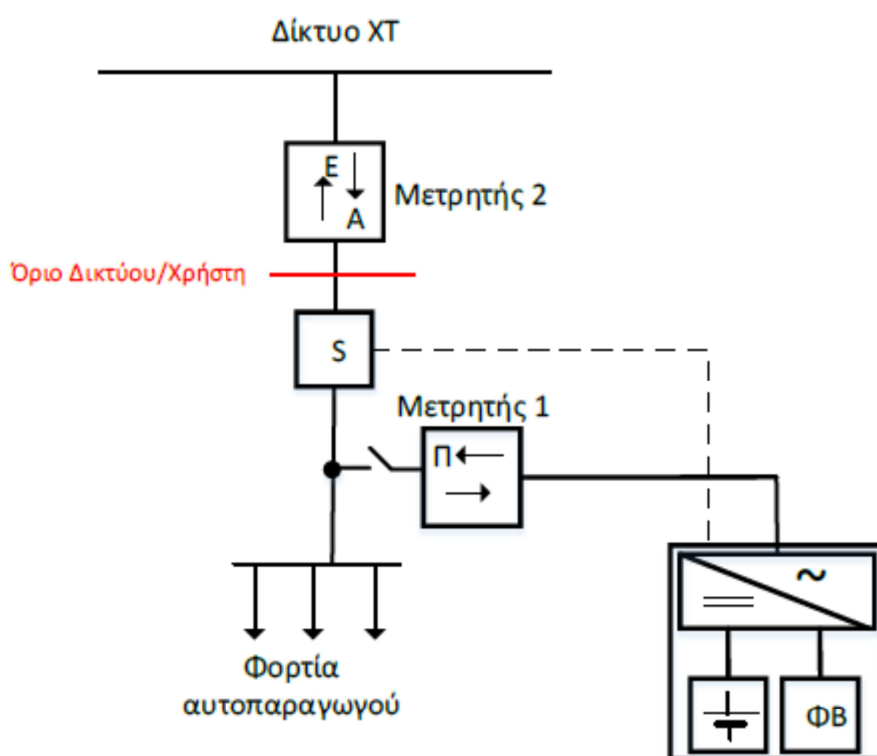 Δίκτυο ΧΤ
Ε
Α
Μετρητής 2
Όριο Δικτύου/Χρήστη
S
Μετρητής 1
Π
~
Φορτία
αυτοπαραγωγού
ΦΒ